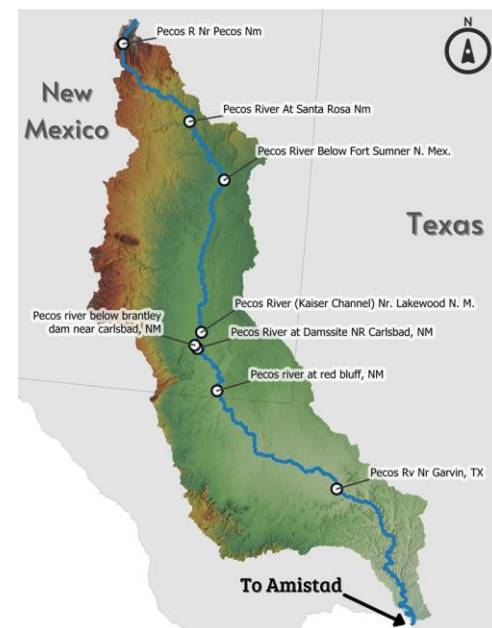 Pecos R Nr Pecos Nm
N
New
Mexico
Pecos River At Santa Rosa Nm
Pecos River Below Fort Sumner N. Mex.
Texas
Pecos River (Kaiser Channel) Nr. Lakewood N. M.
Pecos river below brantley
dam near carlsbad, NM
Pecos River at Damssite NR Carlsbad, NM
Pecos river at red bluff, NM
Pecos Rv Nr Garvin, TX
To Amistad